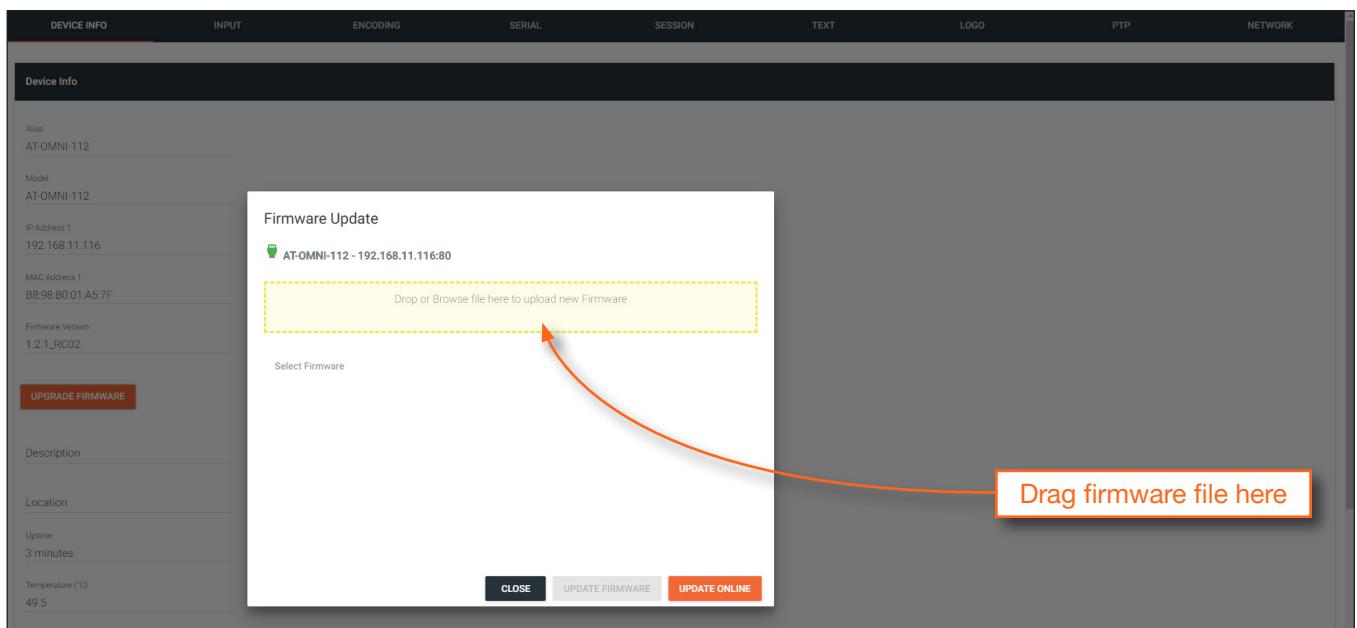 DEVICE INFO INPUT ENCODING SERIAL SESSION TEXT LOGO PTP NETWORK
Device Info
Alias
AT-OMNI-112
Model
AT-OMNI-112
IP Address 1
192.168.11.116
MAC Address 1
B8:98:B0:01:A5:7F
Firmware Version
1.2.1_RC02
UPGRADE FIRMWARE
Description
Location
Uptime
3 minutes
Temperature (°C)
49.5
Firmware Update
AT-OMNI-112 - 192.168.11.116:80
Drop or Browse file here to upload new Firmware
Select Firmware
CLOSE UPDATE FIRMWARE UPDATE ONLINE
Drag firmware file here